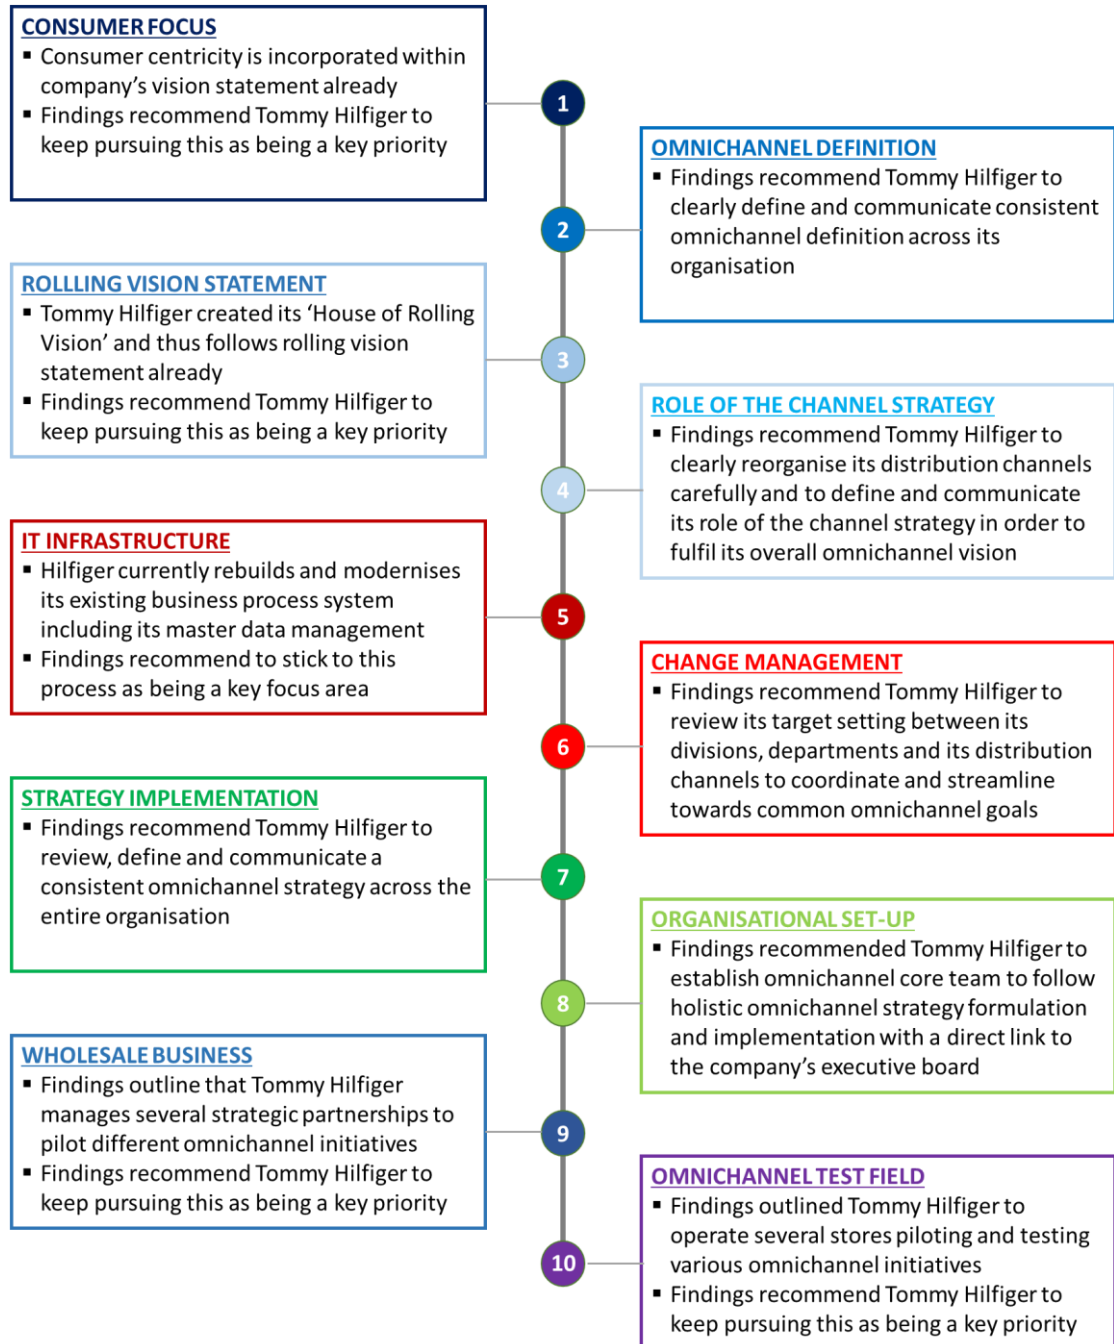 CONSUMER FOCUS
▪ Consumer centricity is incorporated within
company's vision statement already
▪ Findings recommend Tommy Hilfiger to
keep pursuing this as being a key priority
1
OMNICHANNEL DEFINITION
▪ Findings recommend Tommy Hilfiger to
clearly define and communicate consistent
omnichannel definition across its
organisation
2
ROLLLING VISION STATEMENT
▪ Tommy Hilfiger created its ‘House of Rolling
Vision’ and thus follows rolling vision
statement already
▪ Findings recommend Tommy Hilfiger to
keep pursuing this as being a key priority
3
ROLE OF THE CHANNEL STRATEGY
▪ Findings recommend Tommy Hilfiger to
clearly reorganise its distribution channels
carefully and to define and communicate
its role of the channel strategy in order to
fulfil its overall omnichannel vision
4
IT INFRASTRUCTURE
▪ Hilfiger currently rebuilds and modernises
its existing business process system
including its master data management
▪ Findings recommend to stick to this
process as being a key focus area
5
CHANGE MANAGEMENT
▪ Findings recommend Tommy Hilfiger to
review its target setting between its
divisions, departments and its distribution
channels to coordinate and streamline
towards common omnichannel goals
6
STRATEGY IMPLEMENTATION
▪ Findings recommend Tommy Hilfiger to
review, define and communicate a
consistent omnichannel strategy across the
entire organisation
7
ORGANISATIONAL SET-UP
▪ Findings recommended Tommy Hilfiger to
establish omnichannel core team to follow
holistic omnichannel strategy formulation
and implementation with a direct link to
the company's executive board
8
WHOLESALE BUSINESS
▪ Findings outline that Tommy Hilfiger
manages several strategic partnerships to
pilot different omnichannel initiatives
▪ Findings recommend Tommy Hilfiger to
keep pursuing this as being a key priority
9
OMNICHANNEL TEST FIELD
▪ Findings outlined Tommy Hilfiger to
operate several stores piloting and testing
various omnichannel initiatives
▪ Findings recommend Tommy Hilfiger to
keep pursuing this as being a key priority
10